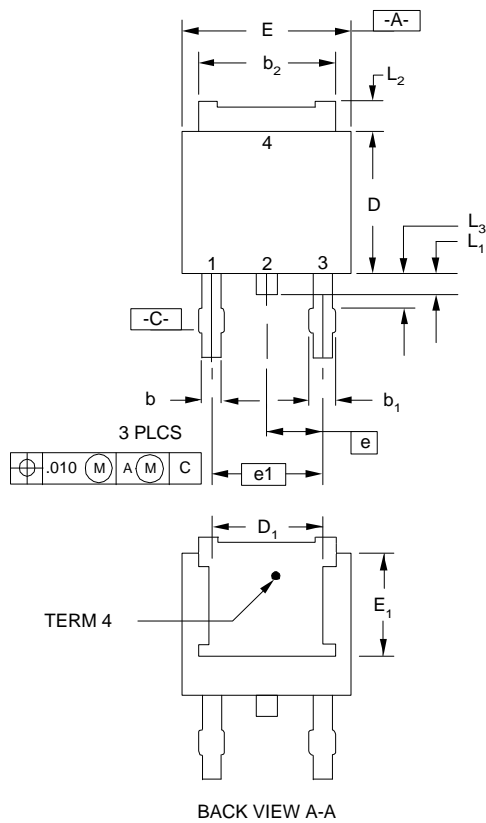 E
-A-
b2
L2
4
D
L3
L1
1
2
3
-C-
b
b1
3 PLCS
e
.010 M A M C
e1
D1
E1
TERM 4
BACK VIEW A-A